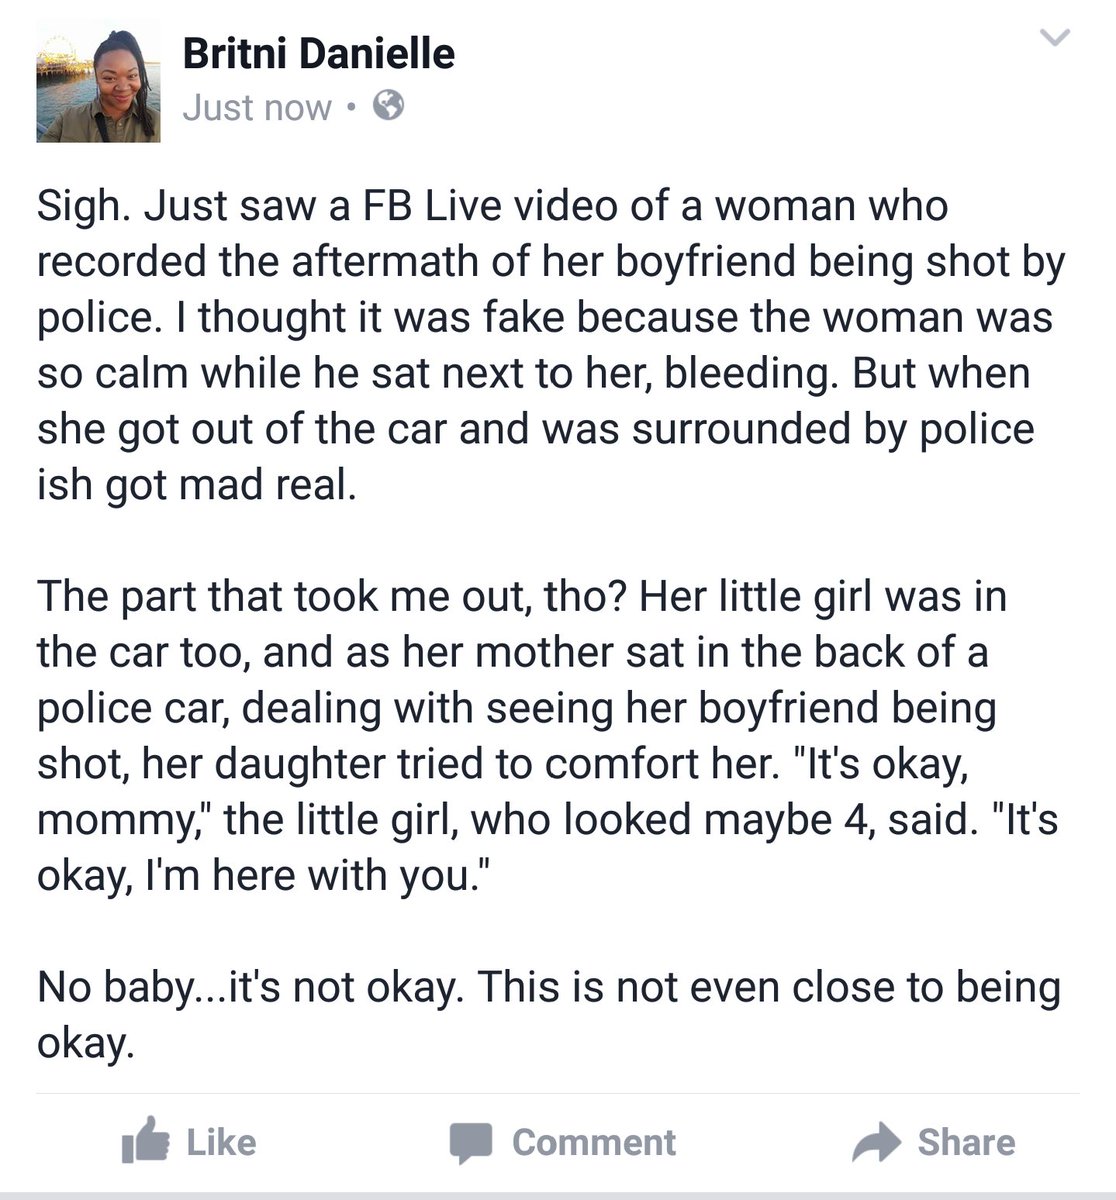 Britni Danielle
Just now •
Sigh. Just saw a FB Live video of a woman who
recorded the aftermath of her boyfriend being shot by
police. I thought it was fake because the woman was
so calm while he sat next to her, bleeding. But when
she got out of the car and was surrounded by police
ish got mad real.
The part that took me out, tho? Her little girl was in
the car too, and as her mother sat in the back of a
police car, dealing with seeing her boyfriend being
shot, her daughter tried to comfort her. "It's okay,
mommy," the little girl, who looked maybe 4, said. "It's
okay, I'm here with you."
No baby...it's not okay. This is not even close to being
okay.
Like Comment Share